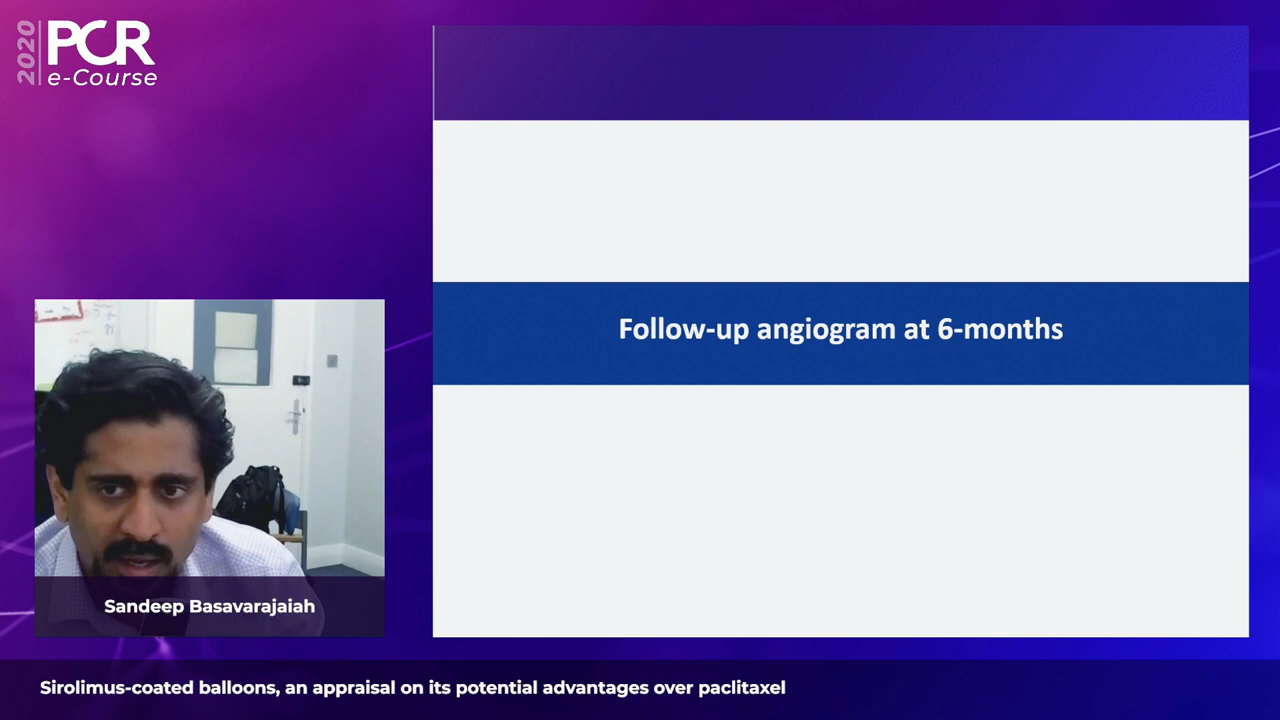 2020
PCR
e-Course
Follow-up angiogram at 6-months
Sandeep Basavarajaiah
Sirolimus-coated balloons, an appraisal on its potential advantages over paclitaxel